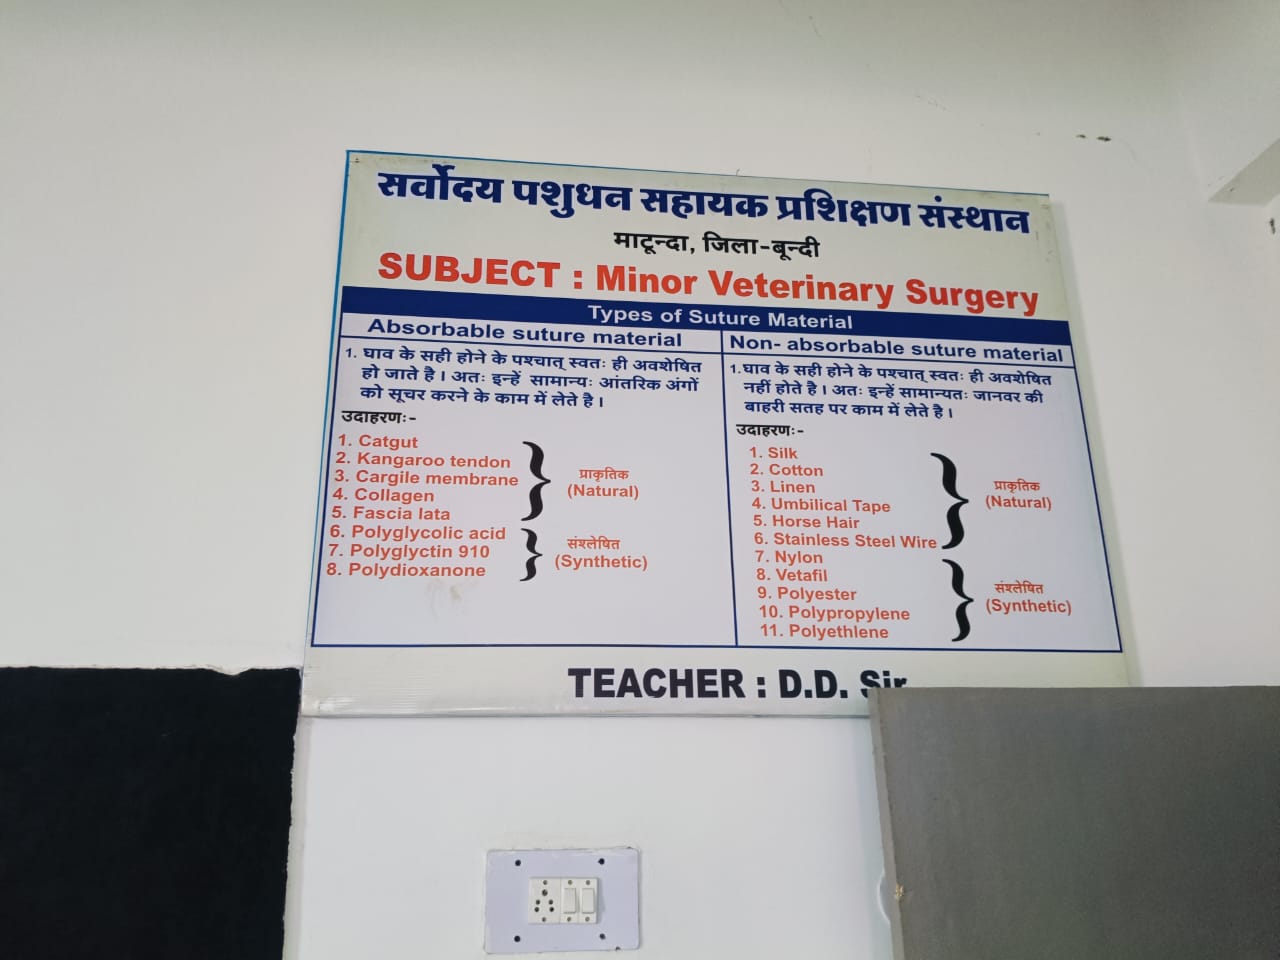 सर्वोदय पशुधन सहायक प्रशिक्षण संस्थान
माटून्दा, जिला-बून्दी
SUBJECT : Minor Veterinary Surgery
Types of Suture Material
Absorbable suture material
1. घाव के सही होने के पश्चात् स्वतः ही अवशेषित
हो जाते है । अतः इन्हें सामान्यः आंतरिक अंगों
को सूचर करने के काम में लेते है ।
उदाहरणः-
1. Catgut
2. Kangaroo tendon
3. Cargile membrane
4. Collagen
5. Fascia lata
प्राकृतिक
(Natural)
6. Polyglycolic acid
7. Polyglyctin 910
8. Polydioxanone
संश्लेषित
(Synthetic)
Non- absorbable suture material
1.घाव के सही होने के पश्चात् स्वतः ही अवशेषित
नहीं होते है । अतः इन्हें सामान्यतः जानवर की
बाहरी सतह पर काम में लेते है ।
उदाहरणः-
1. Silk
2. Cotton
3. Linen
4. Umbilical Tape
5. Horse Hair
6. Stainless Steel Wire
प्राकृतिक
(Natural)
7. Nylon
8. Vetafil
9. Polyester
10. Polypropylene
11. Polyethlene
संश्लेषित
(Synthetic)
TEACHER : D.D. Sir